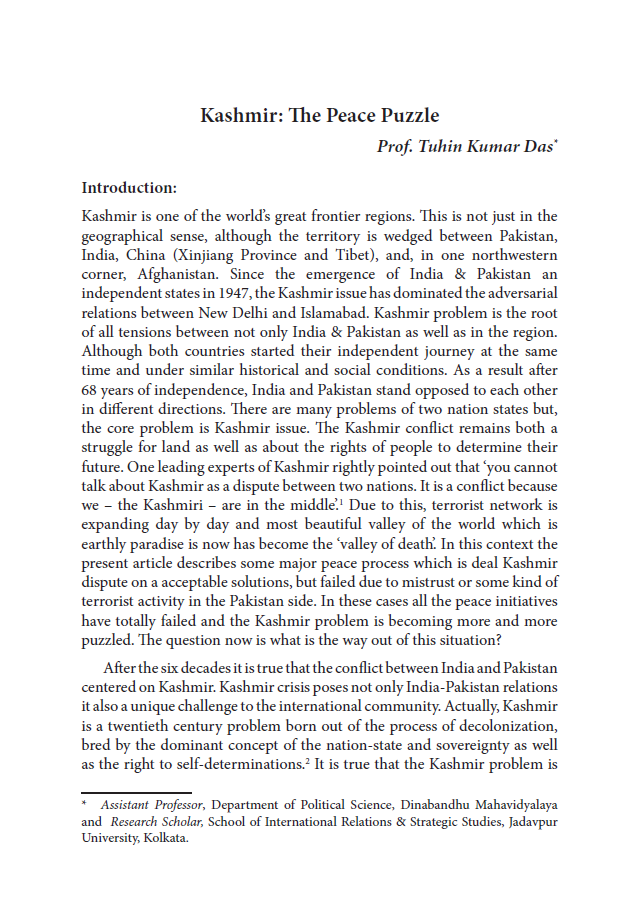 Kashmir: The Peace Puzzle
Prof. Tuhin Kumar Das*
Introduction:
Kashmir is one of the world's great frontier regions. This is not just in the
geographical sense, although the territory is wedged between Pakistan,
India, China (Xinjiang Province and Tibet), and, in one northwestern
corner, Afghanistan. Since the emergence of India & Pakistan an
independent states in 1947, the Kashmir issue has dominated the adversarial
relations between New Delhi and Islamabad. Kashmir problem is the root
of all tensions between not only India & Pakistan as well as in the region.
Although both countries started their independent journey at the same
time and under similar historical and social conditions. As a result after
68 years of independence, India and Pakistan stand opposed to each other
in different directions. There are many problems of two nation states but,
the core problem is Kashmir issue. The Kashmir conflict remains both a
struggle for land as well as about the rights of people to determine their
future. One leading experts of Kashmir rightly pointed out that 'you cannot
talk about Kashmir as a dispute between two nations. It is a conflict because
we – the Kashmiri – are in the middle'.1 Due to this, terrorist network is
expanding day by day and most beautiful valley of the world which is
earthly paradise is now has become the 'valley of death'. In this context the
present article describes some major peace process which is deal Kashmir
dispute on a acceptable solutions, but failed due to mistrust or some kind of
terrorist activity in the Pakistan side. In these cases all the peace initiatives
have totally failed and the Kashmir problem is becoming more and more
puzzled. The question now is what is the way out of this situation?
After the six decades it is true that the conflict between India and Pakistan
centered on Kashmir. Kashmir crisis poses not only India-Pakistan relations
it also a unique challenge to the international community. Actually, Kashmir
is a twentieth century problem born out of the process of decolonization,
bred by the dominant concept of the nation-state and sovereignty as well
as the right to self-determinations.2 It is true that the Kashmir problem is
* Assistant Professor, Department of Political Science, Dinabandhu Mahavidyalaya
and Research Scholar, School of International Relations & Strategic Studies, Jadavpur
University, Kolkata.